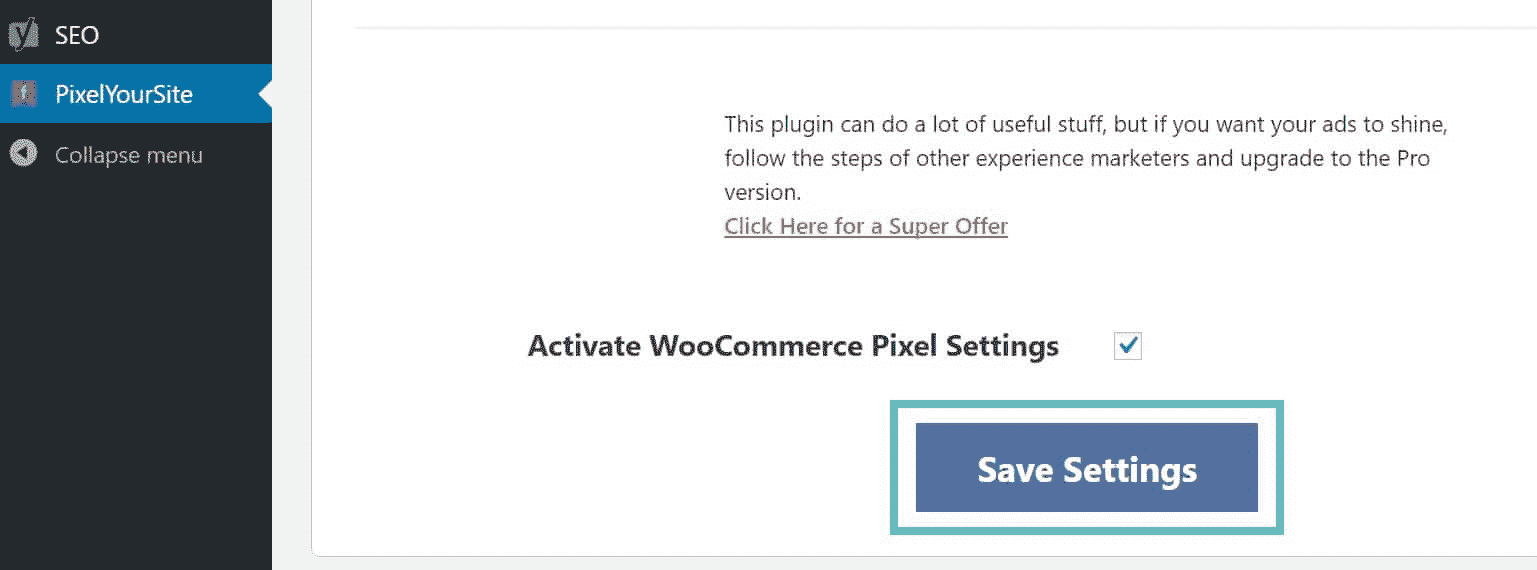 SEO
PixelYourSite
Collapse menu
This plugin can do a lot of useful stuff, but if you want your ads to shine,
follow the steps of other experience marketers and upgrade to the Pro
version.
Click Here for a Super Offer
Activate WooCommerce Pixel Settings
Save Settings